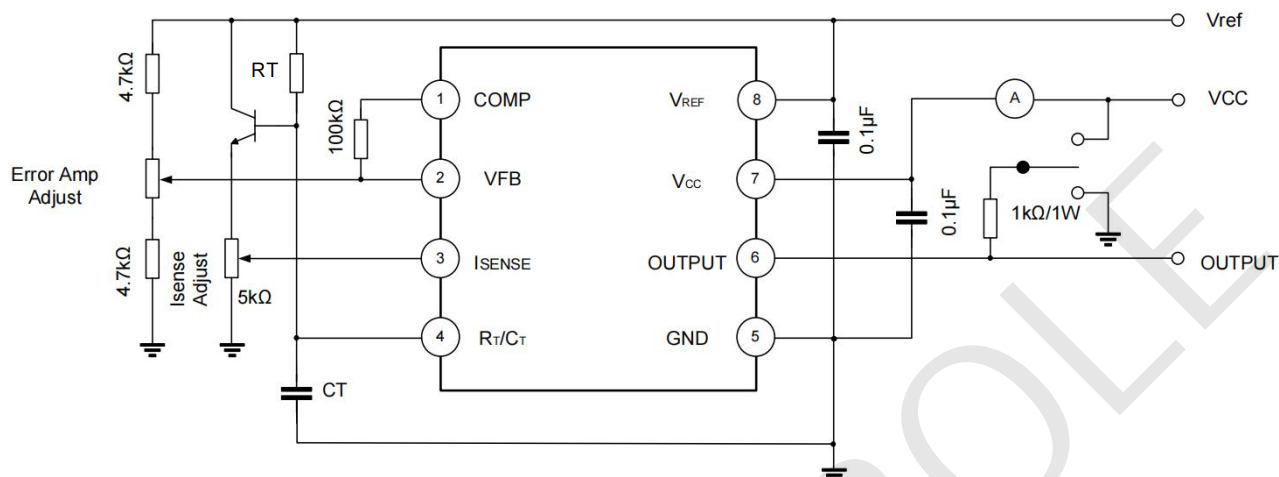 Vref
4.7kΩ
RT
1
COMP
VREF
8
A
VCC
100kΩ
0.1µF
Error Amp
Adjust
2
VFB
VCC
7
0.1µF
1kΩ/1W
4.7kΩ
Isense
Adjust
5kΩ
3
ISENSE
OUTPUT
6
OUTPUT
4
RT/CT
GND
5
CT
OLE